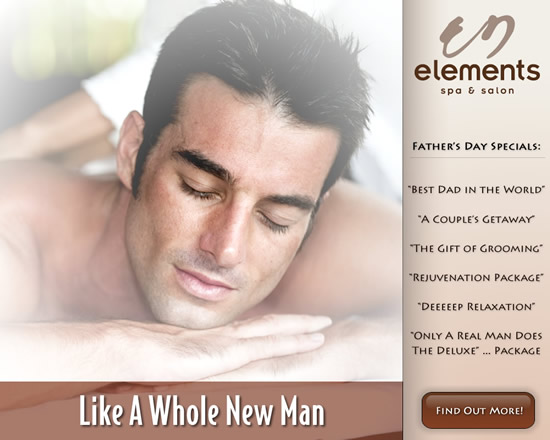 elements
spa & salon
Father's Day Specials:
"Best Dad in the World"
"A Couple's Getaway"
"The Gift of Grooming"
"Rejuvenation Package"
"Deeeeep Relaxation"
"Only A Real Man Does
The Deluxe" ... Package
Find Out More!
Like A Whole New Man